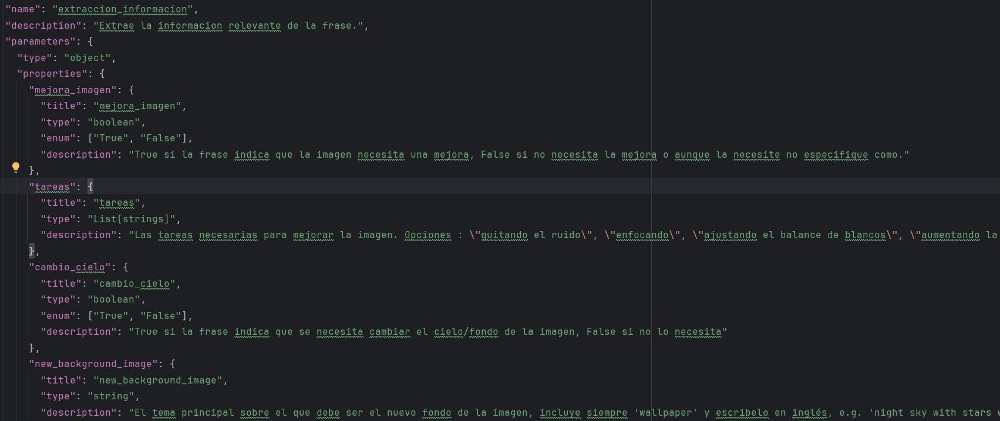 "name": "extraccion_informacion",
"description": "Extrae la informacion relevante de la frase.",
"parameters": {
"type": "object",
"properties": {
"mejora_imagen": {
"title": "mejora_imagen",
"type": "boolean",
"enum": ["True", "False"],
"description": "True si la frase indica que la imagen necesita una mejora, False si no necesita la mejora o aunque la necesite no especifique como."
},
"tareas": {
"title": "tareas",
"type": "List[strings]",
"description": "Las tareas necesarias para mejorar la imagen. Opciones : \"quitando el ruido\", \"enfocando\", \"ajustando el balance de blancos\", \"aumentando la
},
"cambio_cielo": {
"title": "cambio_cielo",
"type": "boolean",
"enum": ["True", "False"],
"description": "True si la frase indica que se necesita cambiar el cielo/fondo de la imagen, False si no lo necesita"
},
"new_background_image": {
"title": "new_background_image",
"type": "string",
"description": "El tema principal sobre el que debe ser el nuevo fondo de la imagen, incluye siempre 'wallpaper' y escribelo en inglés, e.g. 'night sky with stars